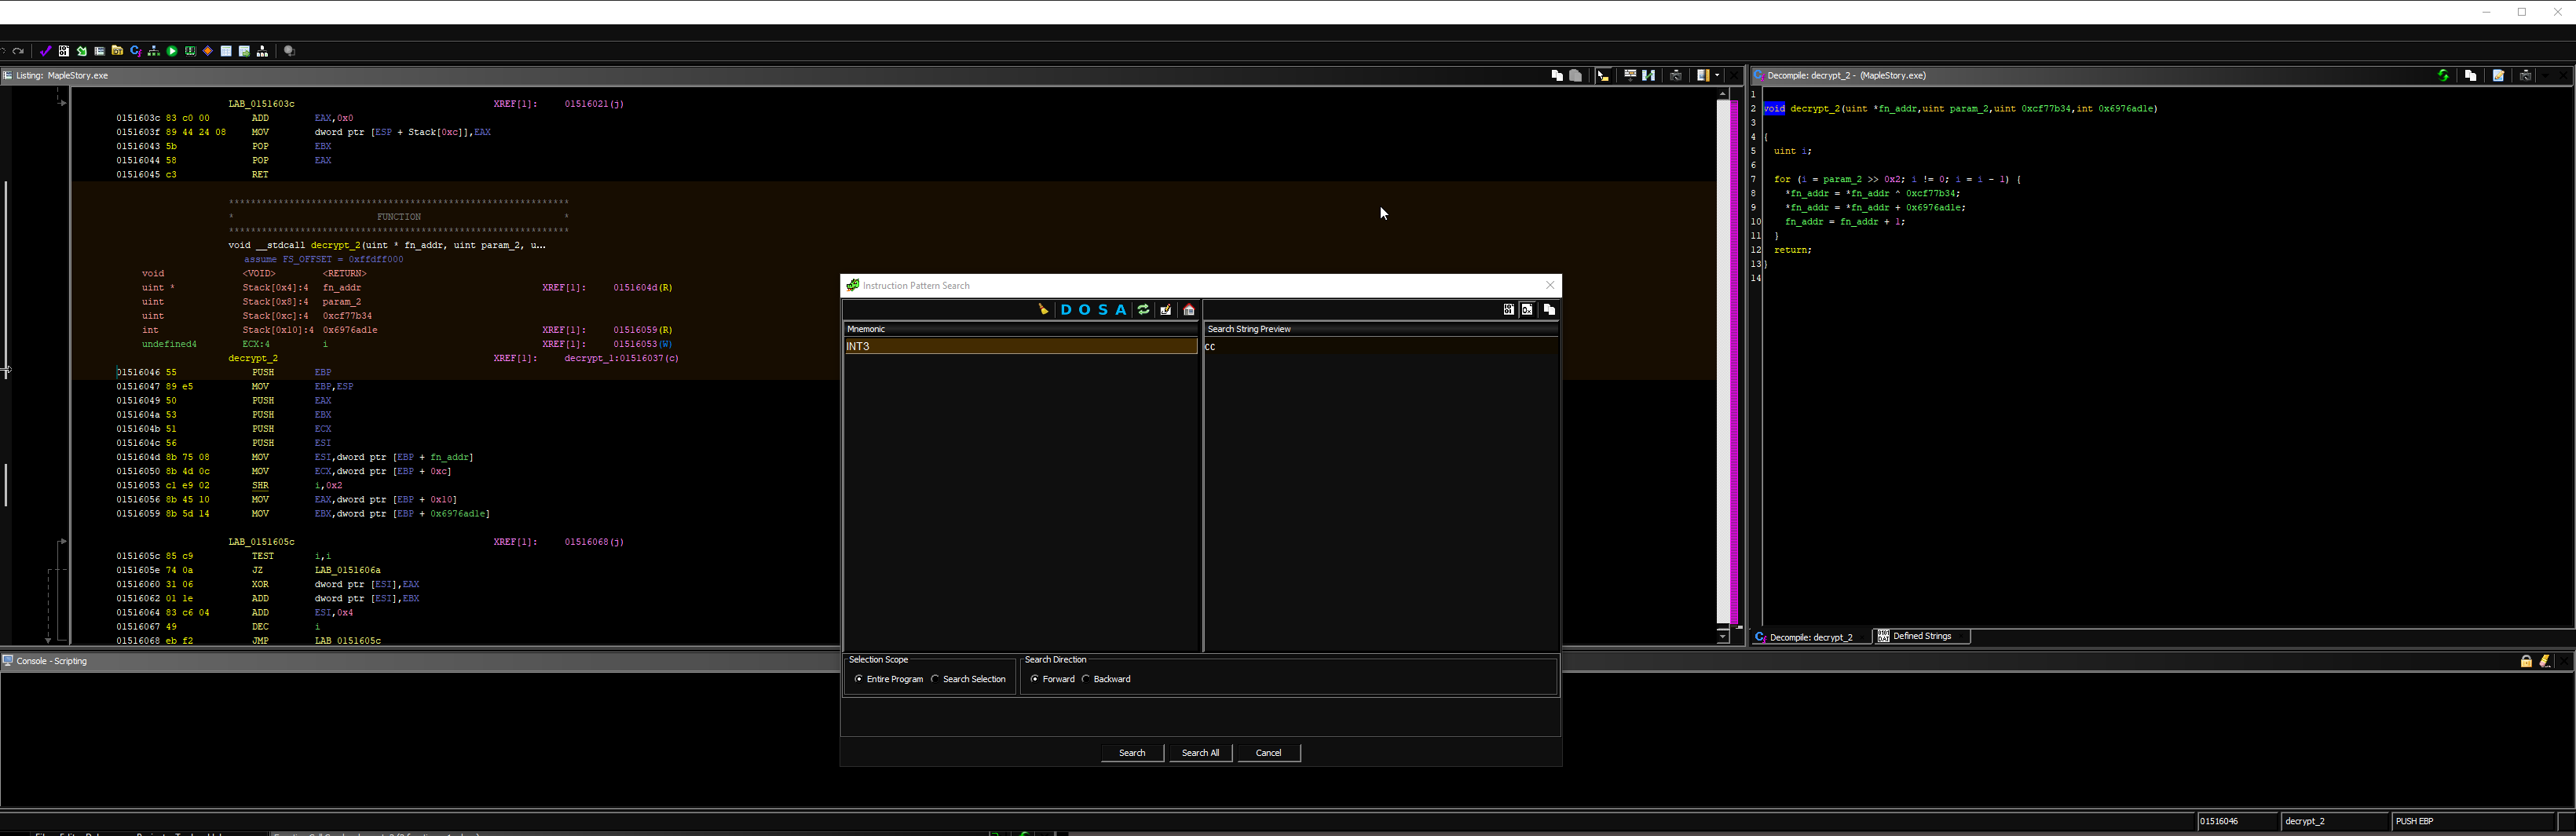 Listing: MapleStory.exe
LAB_0151603c XREF[1]: 01516021(j)
0151603c 83 c0 00 ADD EAX,0x0
0151603f 89 44 24 08 MOV dword ptr [ESP + Stack[0xc]],EAX
01516043 5b POP EBX
01516044 58 POP EAX
01516045 c3 RET
**************************************************************
* FUNCTION *
**************************************************************
void __stdcall decrypt_2(uint * fn_addr, uint param_2, u...
assume FS_OFFSET = 0xffdff000
void <VOID> <RETURN>
uint * Stack[0x4]:4 fn_addr XREF[1]: 0151604d(R)
uint Stack[0x8]:4 param_2
uint Stack[0xc]:4 0xcf77b34
int Stack[0x10]:4 0x6976ad1e XREF[1]: 01516059(R)
undefined4 ECX:4 i XREF[1]: 01516053(W)
decrypt_2 XREF[1]: decrypt_1:01516037(c)
01516046 55 PUSH EBP
01516047 89 e5 MOV EBP,ESP
01516049 50 PUSH EAX
0151604a 53 PUSH EBX
0151604b 51 PUSH ECX
0151604c 56 PUSH ESI
0151604d 8b 75 08 MOV ESI,dword ptr [EBP + fn_addr]
01516050 8b 4d 0c MOV ECX,dword ptr [EBP + 0xc]
01516053 c1 e9 02 SHR i,0x2
01516056 8b 45 10 MOV EAX,dword ptr [EBP + 0x10]
01516059 8b 5d 14 MOV EBX,dword ptr [EBP + 0x6976ad1e]
LAB_0151605c XREF[1]: 01516068(j)
0151605c 85 c9 TEST i,i
0151605e 74 0a JZ LAB_0151606a
01516060 31 06 XOR dword ptr [ESI],EAX
01516062 01 1e ADD dword ptr [ESI],EBX
01516064 83 c6 04 ADD ESI,0x4
01516067 49 DEC i
01516068 eb f2 JMP LAB_0151605c
Instruction Pattern Search
D O S A
Mnemonic
INT3
Search String Preview
cc
Selection Scope
Entire Program Search Selection
Search Direction
Forward Backward
Search Search All Cancel
Decompile: decrypt_2 - (MapleStory.exe)
1
2 void decrypt_2(uint *fn_addr,uint param_2,uint 0xcf77b34,int 0x6976ad1e)
3
4 {
5 uint i;
6
7 for (i = param_2 >> 0x2; i != 0; i = i - 1) {
8 *fn_addr = *fn_addr ^ 0xcf77b34;
9 *fn_addr = *fn_addr + 0x6976ad1e;
10 fn_addr = fn_addr + 1;
11 }
12 return;
13 }
14
Decompile: decrypt_2 Defined Strings
Console - Scripting
01516046 decrypt_2 PUSH EBP